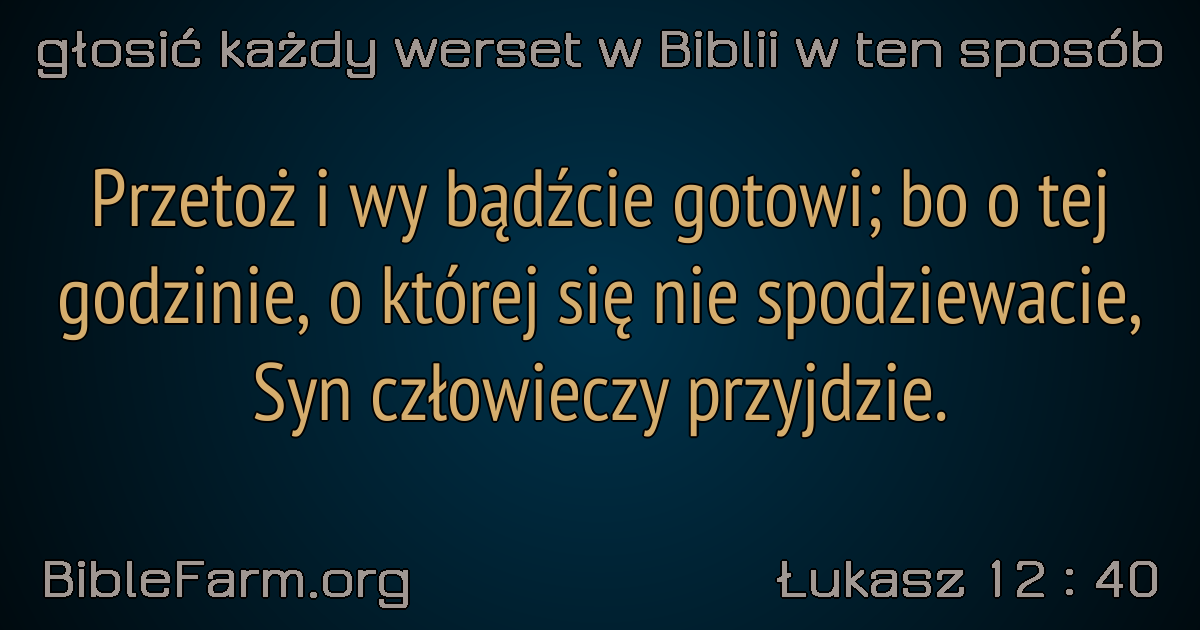 głosić każdy werset w Biblii w ten sposób
Przetoż i wy bądźcie gotowi; bo o tej
godzinie, o której się nie spodziewacie,
Syn człowieczy przyjdzie.
BibleFarm.org
Łukasz 12 : 40